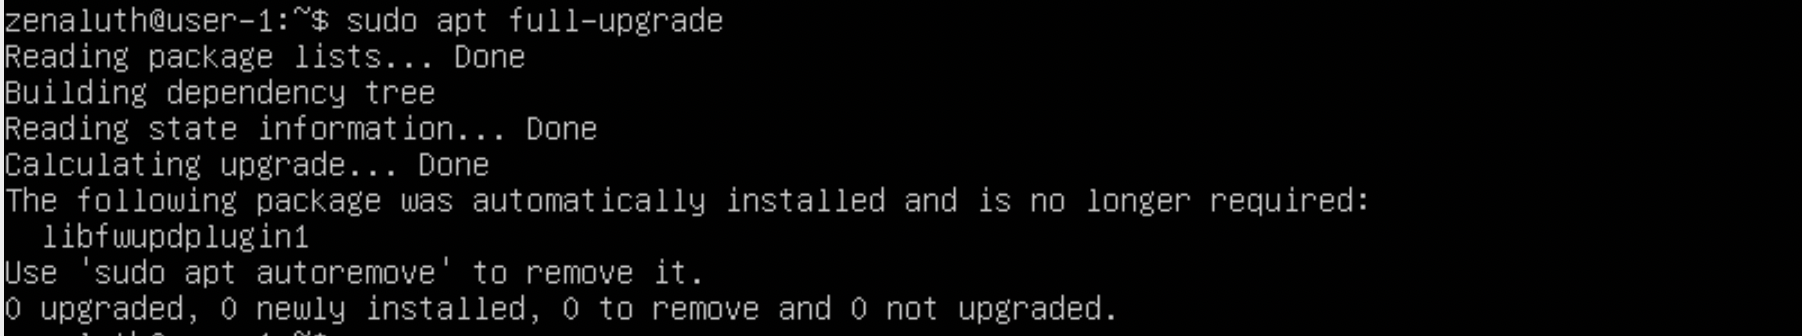 zenaluth@user-1:~$ sudo apt full-upgrade
Reading package lists... Done
Building dependency tree
Reading state information... Done
Calculating upgrade... Done
The following package was automatically installed and is no longer required:
  libfwupdplugin1
Use 'sudo apt autoremove' to remove it.
0 upgraded, 0 newly installed, 0 to remove and 0 not upgraded.